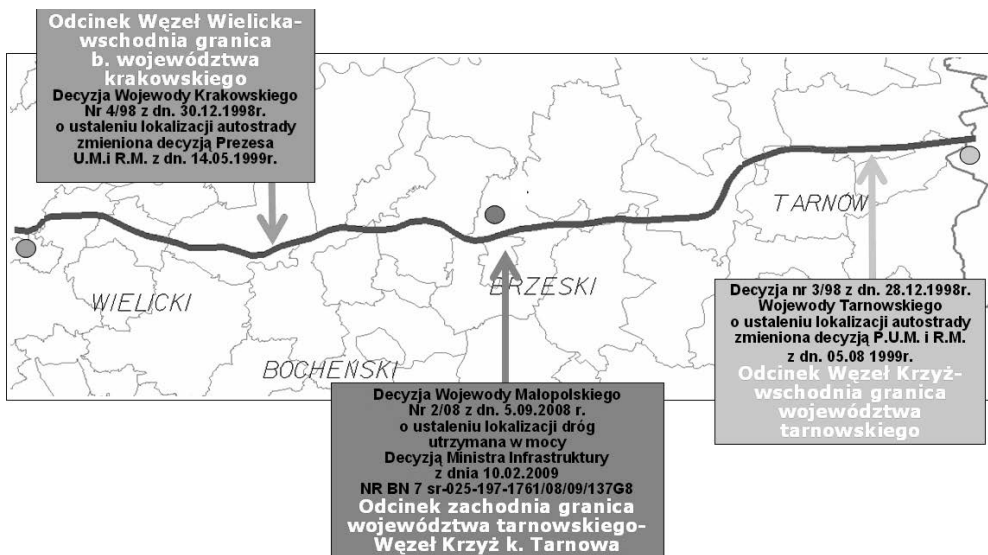 Odcinek Węzeł Wielicka-
wschodnia granica
b. województwa
krakowskiego
Decyzja Wojewody Krakowskiego
Nr 4/98 z dn. 30.12.1998r.
o ustaleniu lokalizacji autostrady
zmieniona decyzją Prezesa
U.M.i R.M. z dn. 14.05.1999r.
TARNÓW
WIELICKI
BRZESKI
BOCHEŃSKI
Decyzja nr 3/98 z dn. 28.12.1998r.
Wojewody Tarnowskiego
o ustaleniu lokalizacji autostrady
zmieniona decyzją P.U.M. i R.M.
z dn. 05.08 1999r.
Odcinek Węzeł Krzyż-
wschodnia granica
województwa
tarnowskiego
Decyzja Wojewody Małopolskiego
Nr 2/08 z dn. 5.09.2008 r.
o ustaleniu lokalizacji dróg
utrzymana w mocy
Decyzją Ministra Infrastruktury
z dnia 10.02.2009
NR BN 7 sr-025-197-1761/08/09/137G8
Odcinek zachodnia granica
województwa tarnowskiego-
Węzeł Krzyż k. Tarnowa